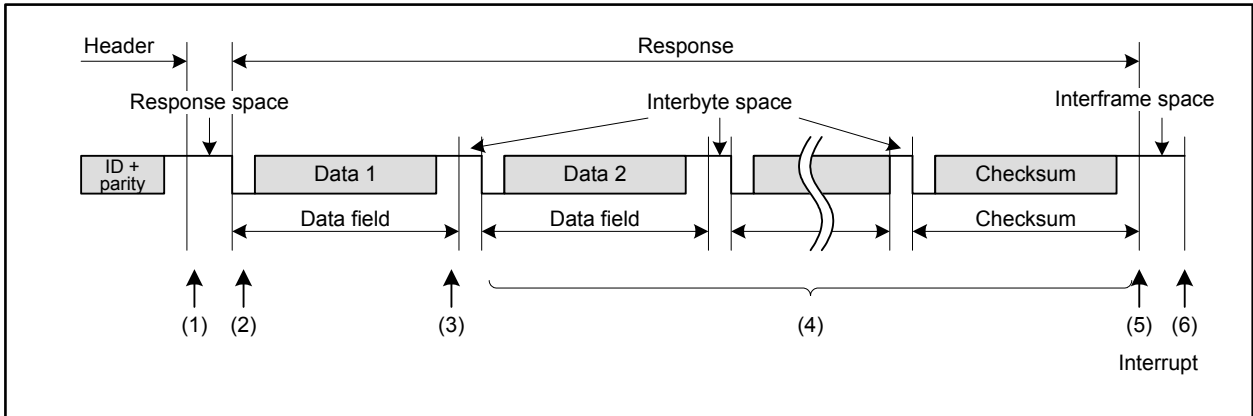 Header
Response
Response space
Interbyte space
Interframe space
ID +
parity
Data 1
Data 2
Checksum
Data field
Data field
Checksum
(1)
(2)
(3)
(4)
(5)
(6)
Interrupt